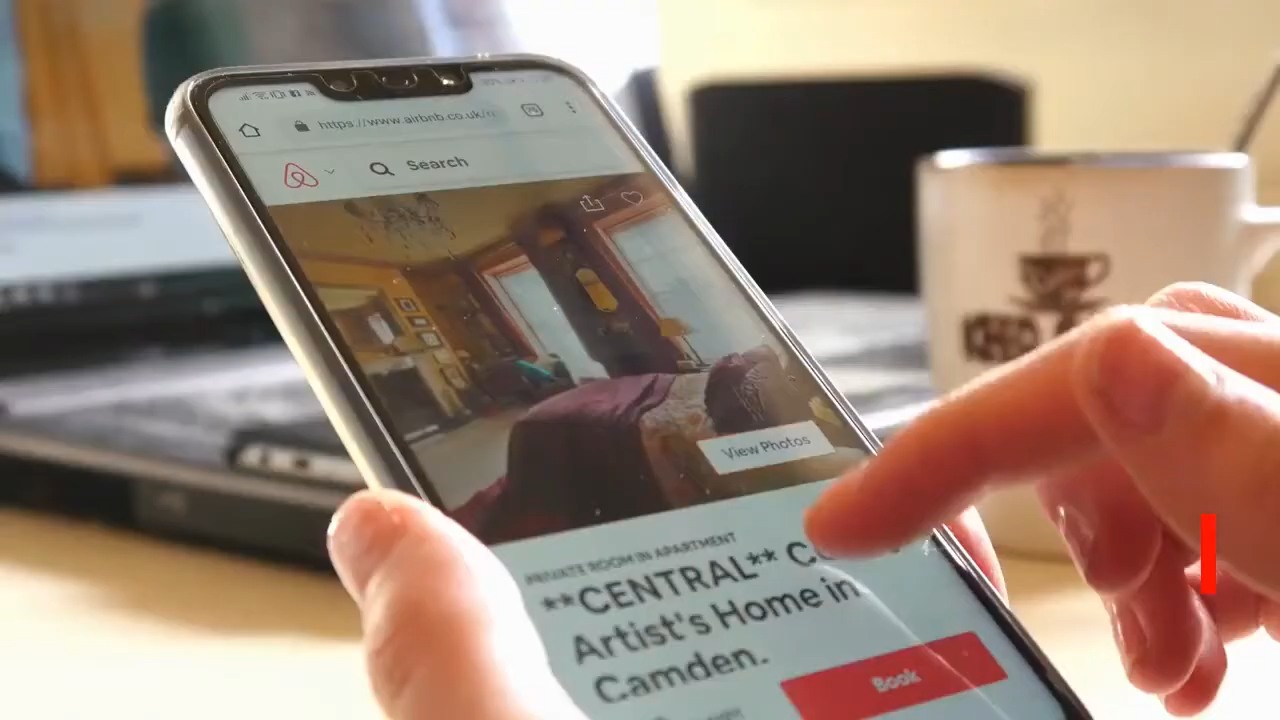 https://www.airbnb.co.uk/r
Search
View Photos
PRIVATE ROOM IN APARTMENT
**CENTRAL**
Artist's Home in
Camden.
Book